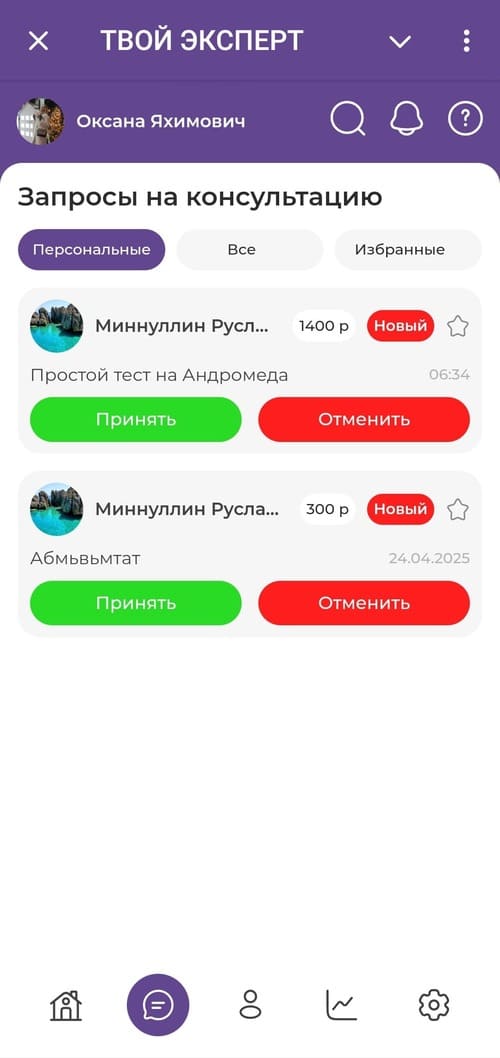 ТВОЙ ЭКСПЕРТ
Оксана Яхимович
?
Запросы на консультацию
Персональные Все Избранные
Миннуллин Русл... 1400 р Новый
Простой тест на Андромеда 06:34
Принять Отменить
Миннуллин Русла... 300 р Новый
Абмьвьмтат 24.04.2025
Принять Отменить